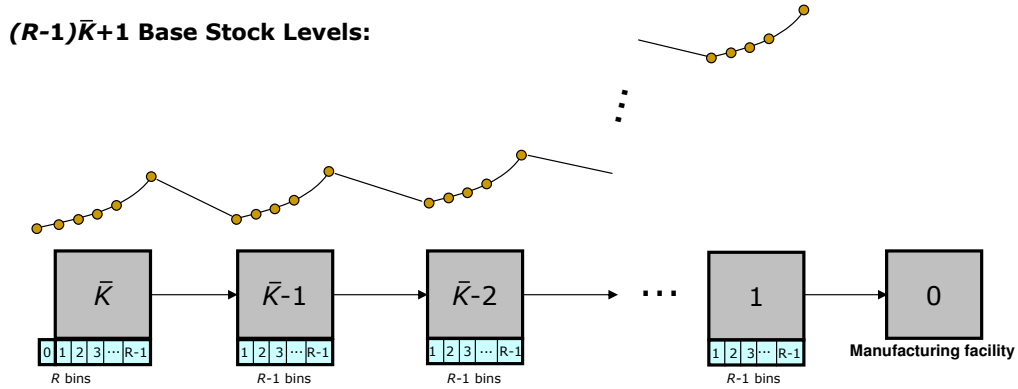 (R-1)K̄+1 Base Stock Levels:
K̄
K̄-1
K̄-2
...
1
0
0 1 2 3 ... R-1
1 2 3 ... R-1
1 2 3 ... R-1
1 2 3 ... R-1
Manufacturing facility
R bins
R-1 bins
R-1 bins
R-1 bins